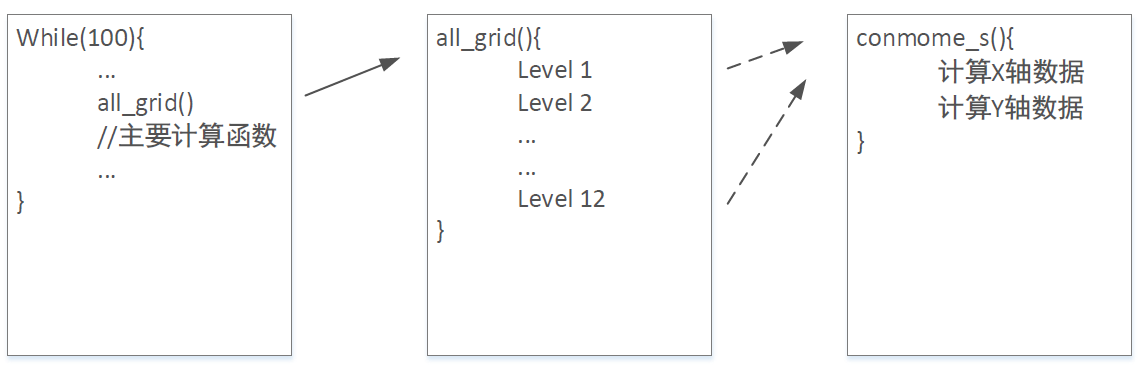 While(100){
...
all_grid()
//主要计算函数
...
}
all_grid(){
Level 1
Level 2
...
...
Level 12
}
conmome_s(){
计算X轴数据
计算Y轴数据
}